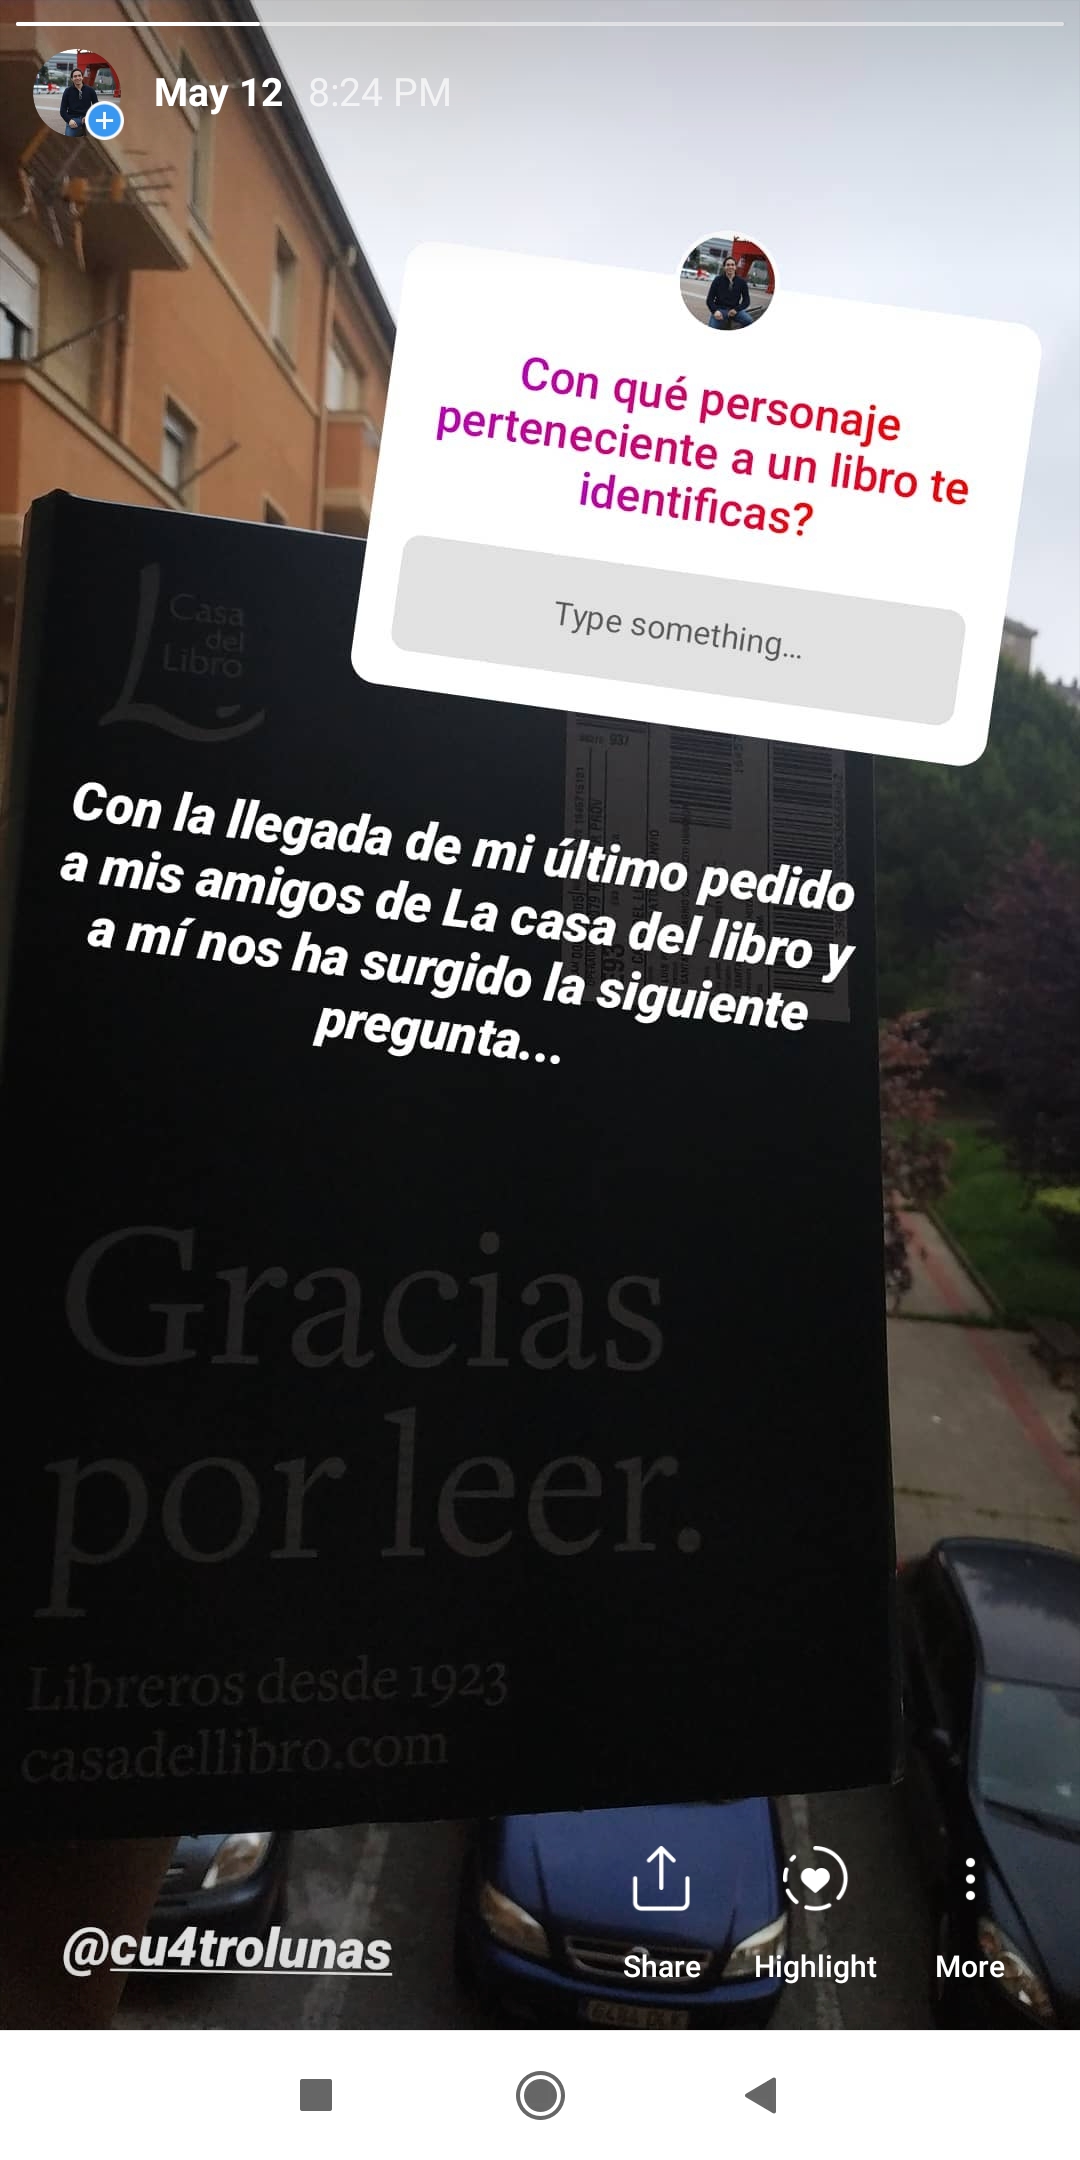 May 12 8:24 PM
Con qué personaje
perteneciente a un libro te
identificas?
Type something...
Casa
del
Libro
937
Con la llegada de mi último pedido
a mis amigos de La casa del libro y
a mí nos ha surgido la siguiente
pregunta...
Gracias
por leer.
Libreros desde 1923
casadellibro.com
@cu4trolunas
Share Highlight More